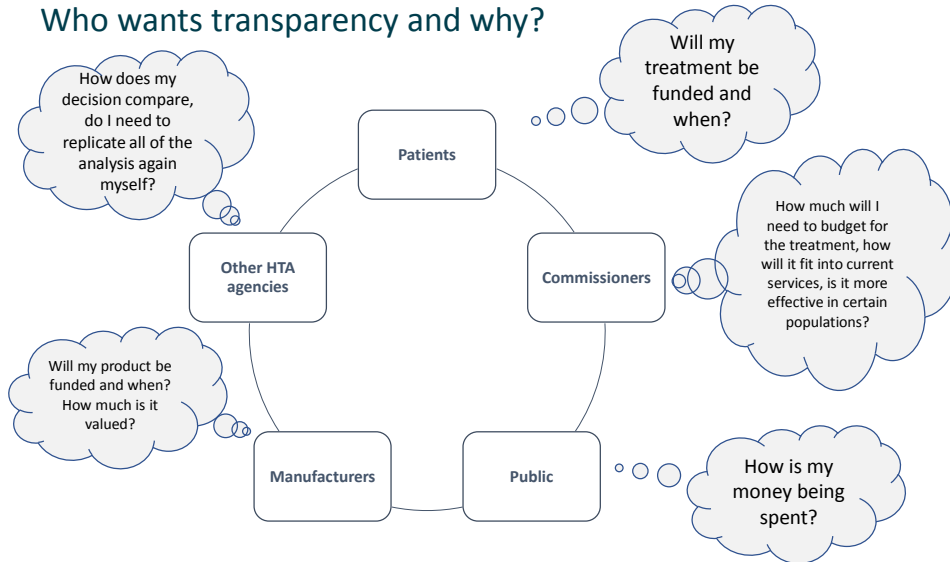 Who wants transparency and why?
How does my
decision compare,
do I need to
replicate all of the
analysis again
myself?
Will my
treatment be
funded and
when?
Patients
How much will I
need to budget for
the treatment, how
will it fit into current
services, is it more
effective in certain
populations?
Other HTA
agencies
Commissioners
Will my product be
funded and when?
How much is it
valued?
Manufacturers
Public
How is my
money being
spent?